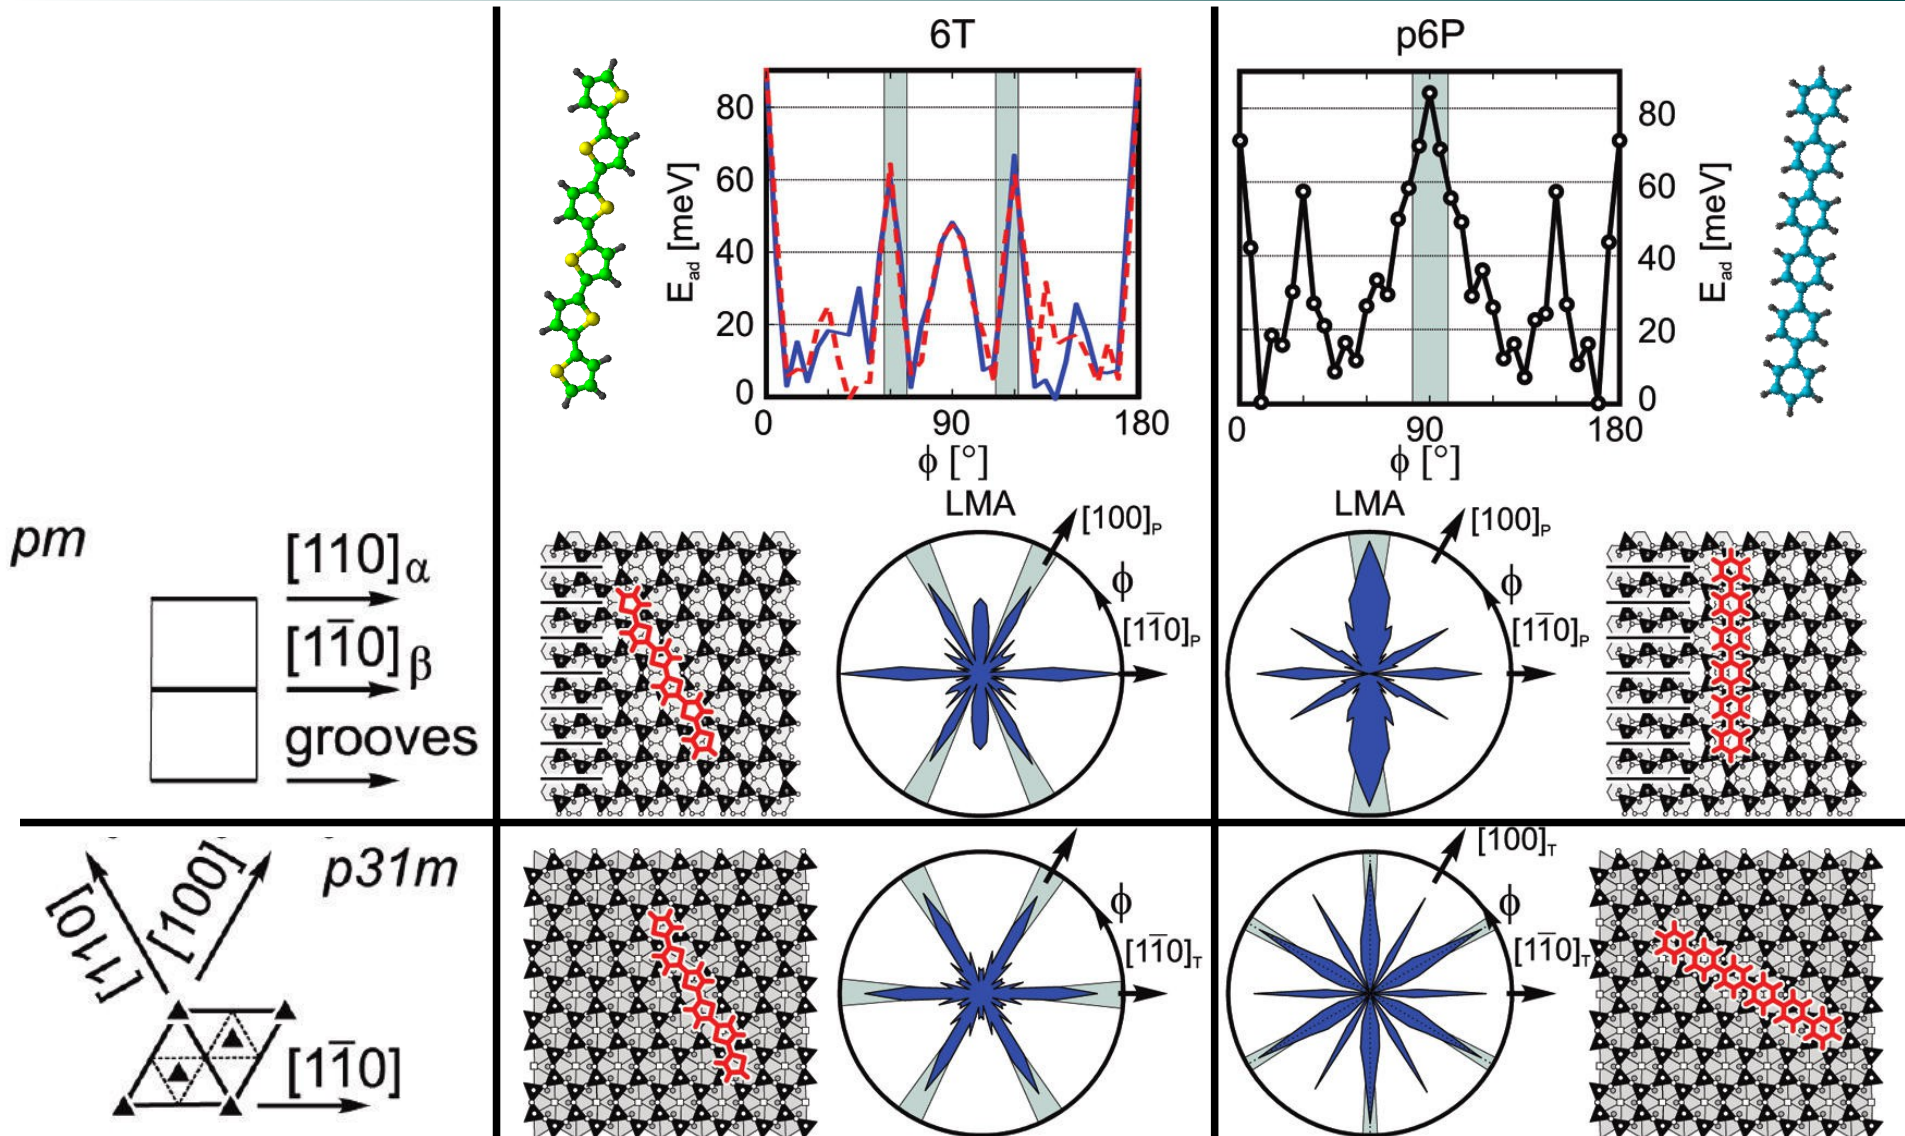 6T
p6P
80
60
40
20
0
E_ad [meV]
0 90 180
ϕ [°]
80
60
40
20
0
E_ad [meV]
0 90 180
ϕ [°]
pm
[110]α
[11̅0]β
grooves
LMA
[100]P
ϕ
[11̅0]P
LMA
[100]P
ϕ
[11̅0]P
p31m
[110]
[100]
[11̅0]
ϕ
[11̅0]T
[100]T
ϕ
[11̅0]T